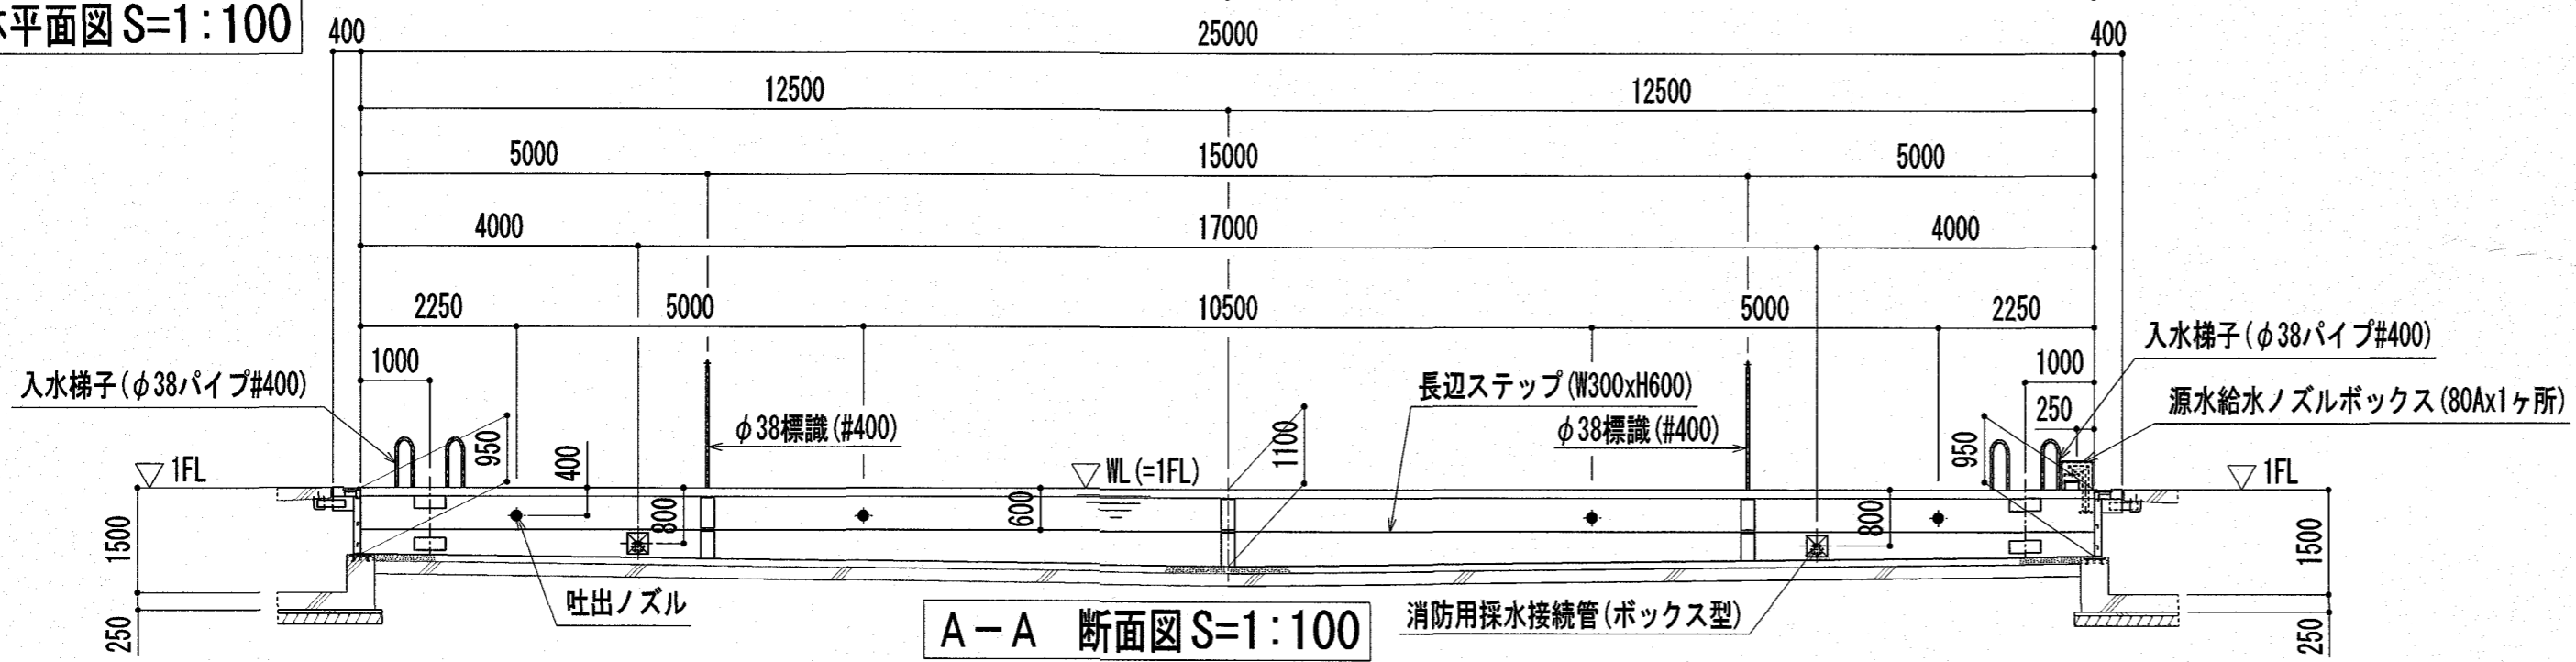 平面図 S=1:100
400 25000 400
12500 12500
5000 15000 5000
4000 17000 4000
2250 5000 10500 5000 2250
1000 1000
入水梯子(φ38パイプ#400)
入水梯子(φ38パイプ#400)
長辺ステップ(W300xH600)
250
源水給水ノズルボックス(80Ax1ヶ所)
φ38標識(#400)
φ38標識(#400)
950
400
1100
950
1FL
WL(=1FL)
1FL
800
600
800
1500
1500
吐出ノズル
消防用採水接続管(ボックス型)
250
250
A-A 断面図 S=1:100